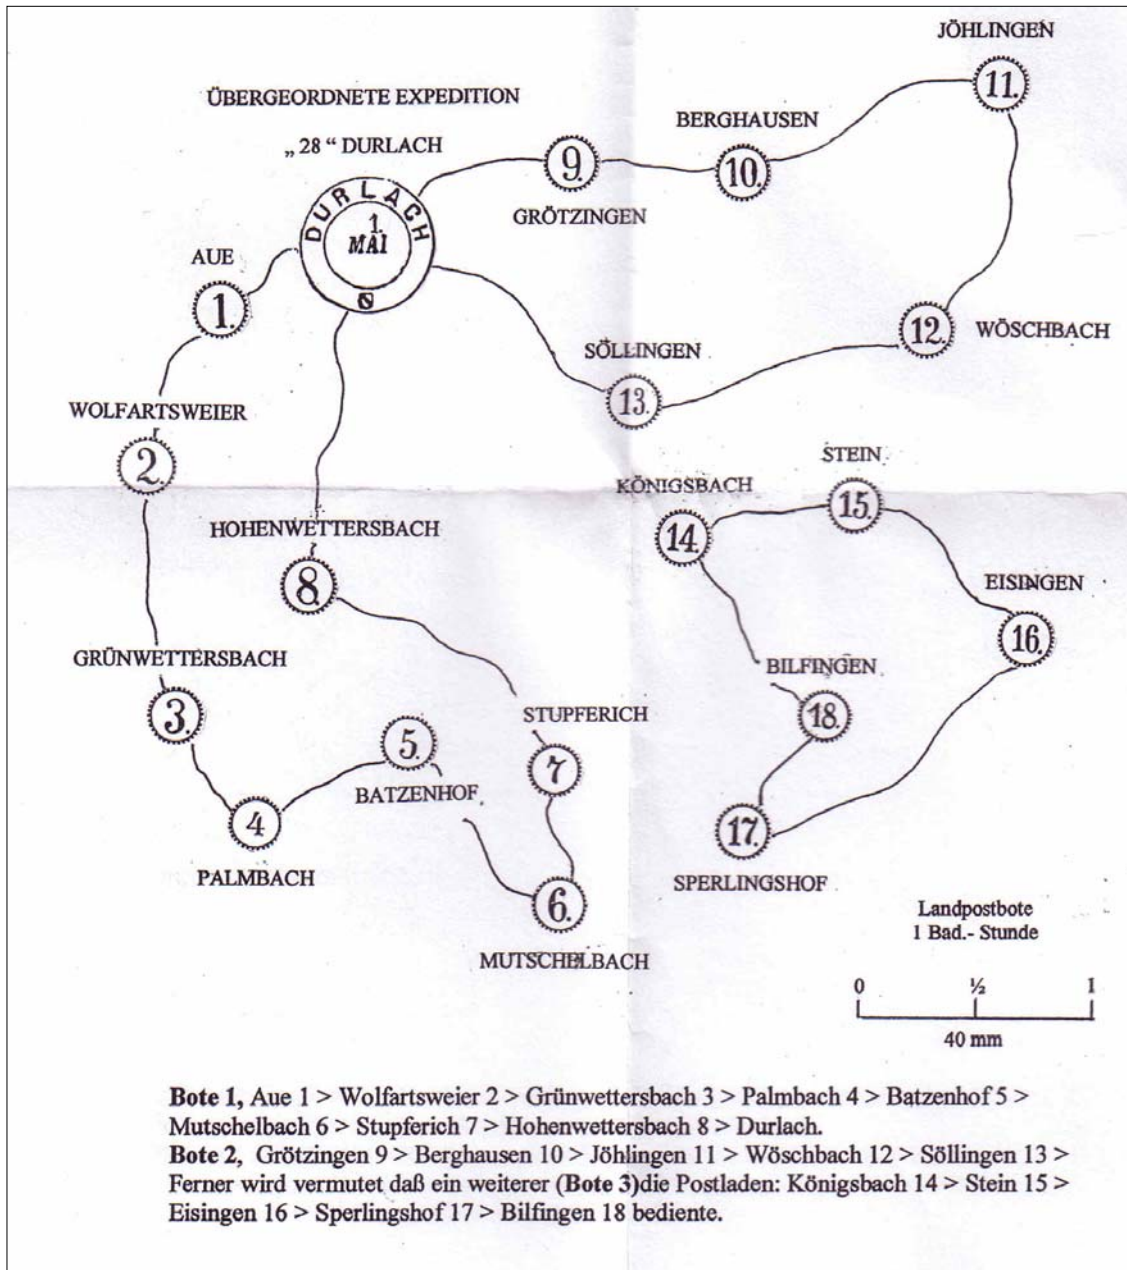 JÖHLINGEN
11.
ÜBERGEORDNETE EXPEDITION
BERGHAUSEN
„ 28 “ DURLACH
9.
10.
GRÖTZINGEN
DURLACH
1.
MAI
AUE
1.
SÖLLINGEN
12.
WÖSCHBACH
13.
WOLFARTSWEIER
2.
STEIN
KÖNIGSBACH
15.
14.
HOHENWETTERSBACH
8.
EISINGEN
16.
GRÜNWETTERSBACH
BILFINGEN
3.
STUPFERICH
18.
5.
7
BATZENHOF
4
17.
PALMBACH
SPERLINGSHOF
6.
MUTSCHELBACH
Landpostbote
1 Bad.- Stunde
0 ½ 1
40 mm
Bote 1, Aue 1 > Wolfartsweier 2 > Grünwettersbach 3 > Palmbach 4 > Batzenhof 5 >
Mutschelbach 6 > Stupferich 7 > Hohenwettersbach 8 > Durlach.
Bote 2, Grötzingen 9 > Berghausen 10 > Jöhlingen 11 > Wöschbach 12 > Söllingen 13 >
Ferner wird vermutet daß ein weiterer (Bote 3)die Postladen: Königsbach 14 > Stein 15 >
Eisingen 16 > Sperlingshof 17 > Bilfingen 18 bediente.